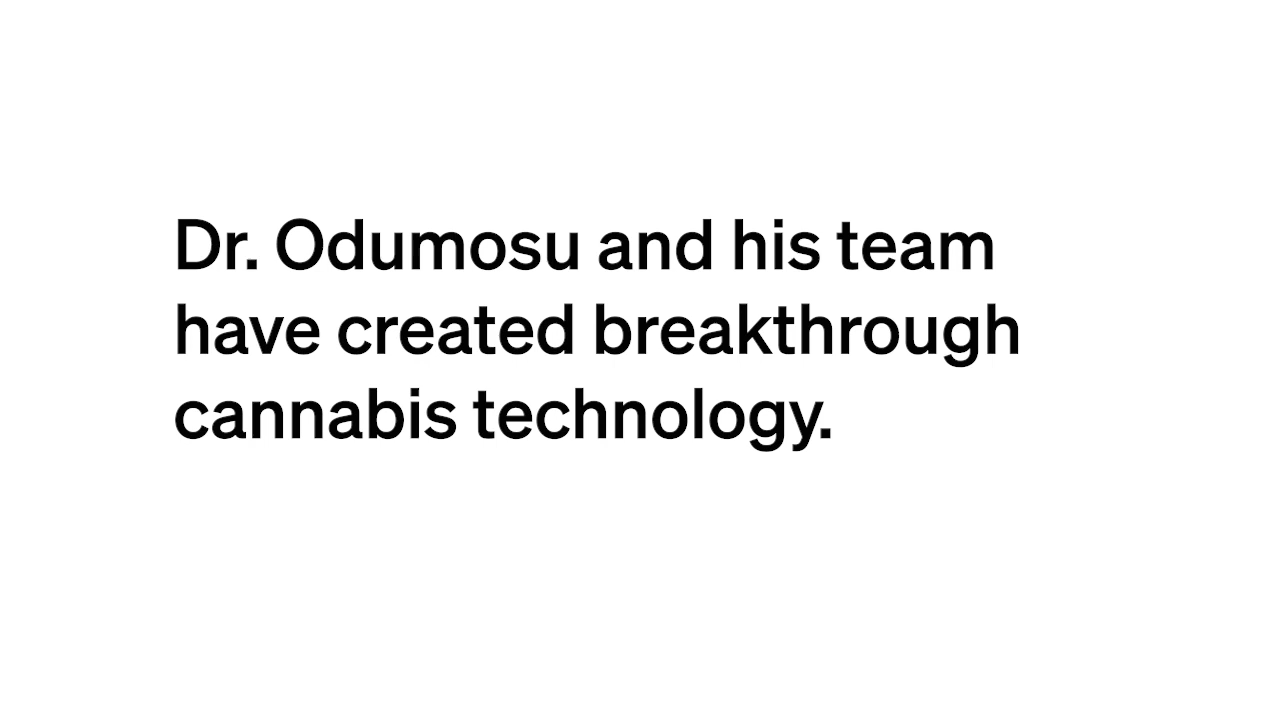 Dr. Odumosu and his team
have created breakthrough
cannabis technology.